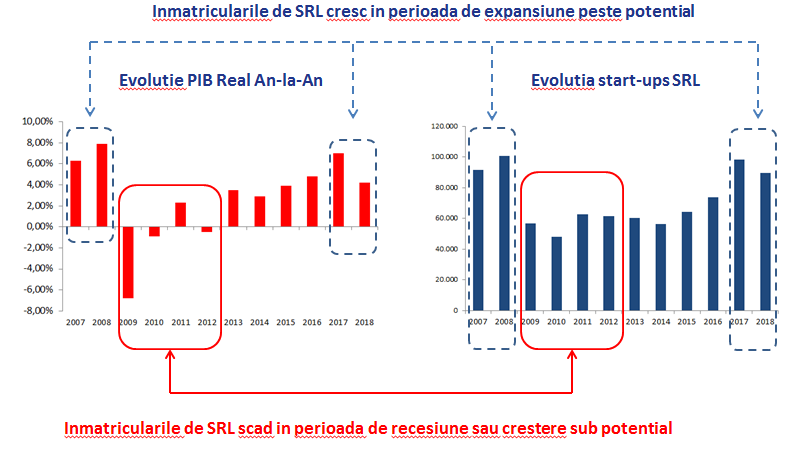 Inmatricularile de SRL cresc in perioada de expansiune peste potential
Evolutie PIB Real An-la-An
10,00%
8,00%
6,00%
4,00%
2,00%
0,00%
-2,00%
-4,00%
-6,00%
-8,00%
2007 2008 2009 2010 2011 2012 2013 2014 2015 2016 2017 2018
Evolutia start-ups SRL
120.000
100.000
80.000
60.000
40.000
20.000
0
2007 2008 2009 2010 2011 2012 2013 2014 2015 2016 2017 2018
Inmatricularile de SRL scad in perioada de recesiune sau crestere sub potential